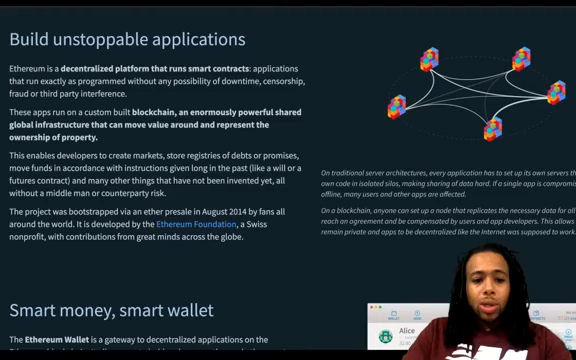 Build unstoppable applications
Ethereum is a decentralized platform that runs smart contracts: applications
that run exactly as programmed without any possibility of downtime, censorship,
fraud or third party interference.
These apps run on a custom built blockchain, an enormously powerful shared
global infrastructure that can move value around and represent the
ownership of property.
This enables developers to create markets, store registries of debts or promises,
move funds in accordance with instructions given long in the past (like a will or a
futures contract) and many other things that have not been invented yet, all
without a middle man or counterparty risk.
The project was bootstrapped via an ether presale in August 2014 by fans all
around the world. It is developed by the Ethereum Foundation, a Swiss
nonprofit, with contributions from great minds across the globe.
On traditional server architectures, every application has to set up its own servers
own code in isolated silos, making sharing of data hard. If a single app is
offline, many users and other apps are affected.
On a blockchain, anyone can set up a node that replicates the necessary data for all
reach an agreement and be compensated by users and app developers. This allows
remain private and apps to be decentralized like the Internet was supposed to work.
Smart money, smart wallet
The Ethereum Wallet is a gateway to decentralized applications on the
Alice